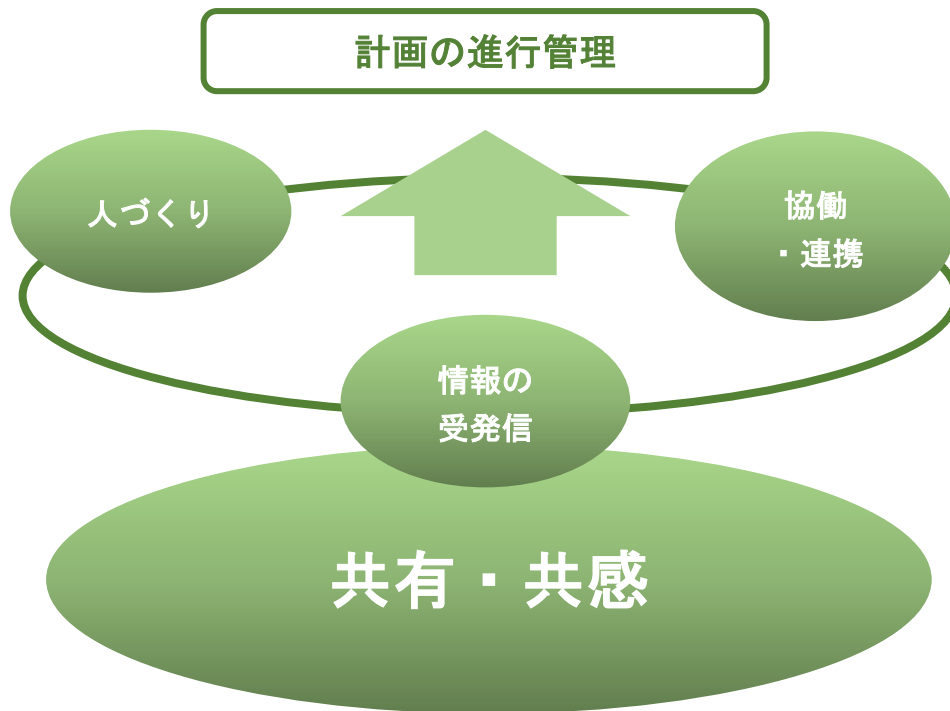 計画の進行管理
人づくり
協働
・連携
情報の
受発信
共有・共感